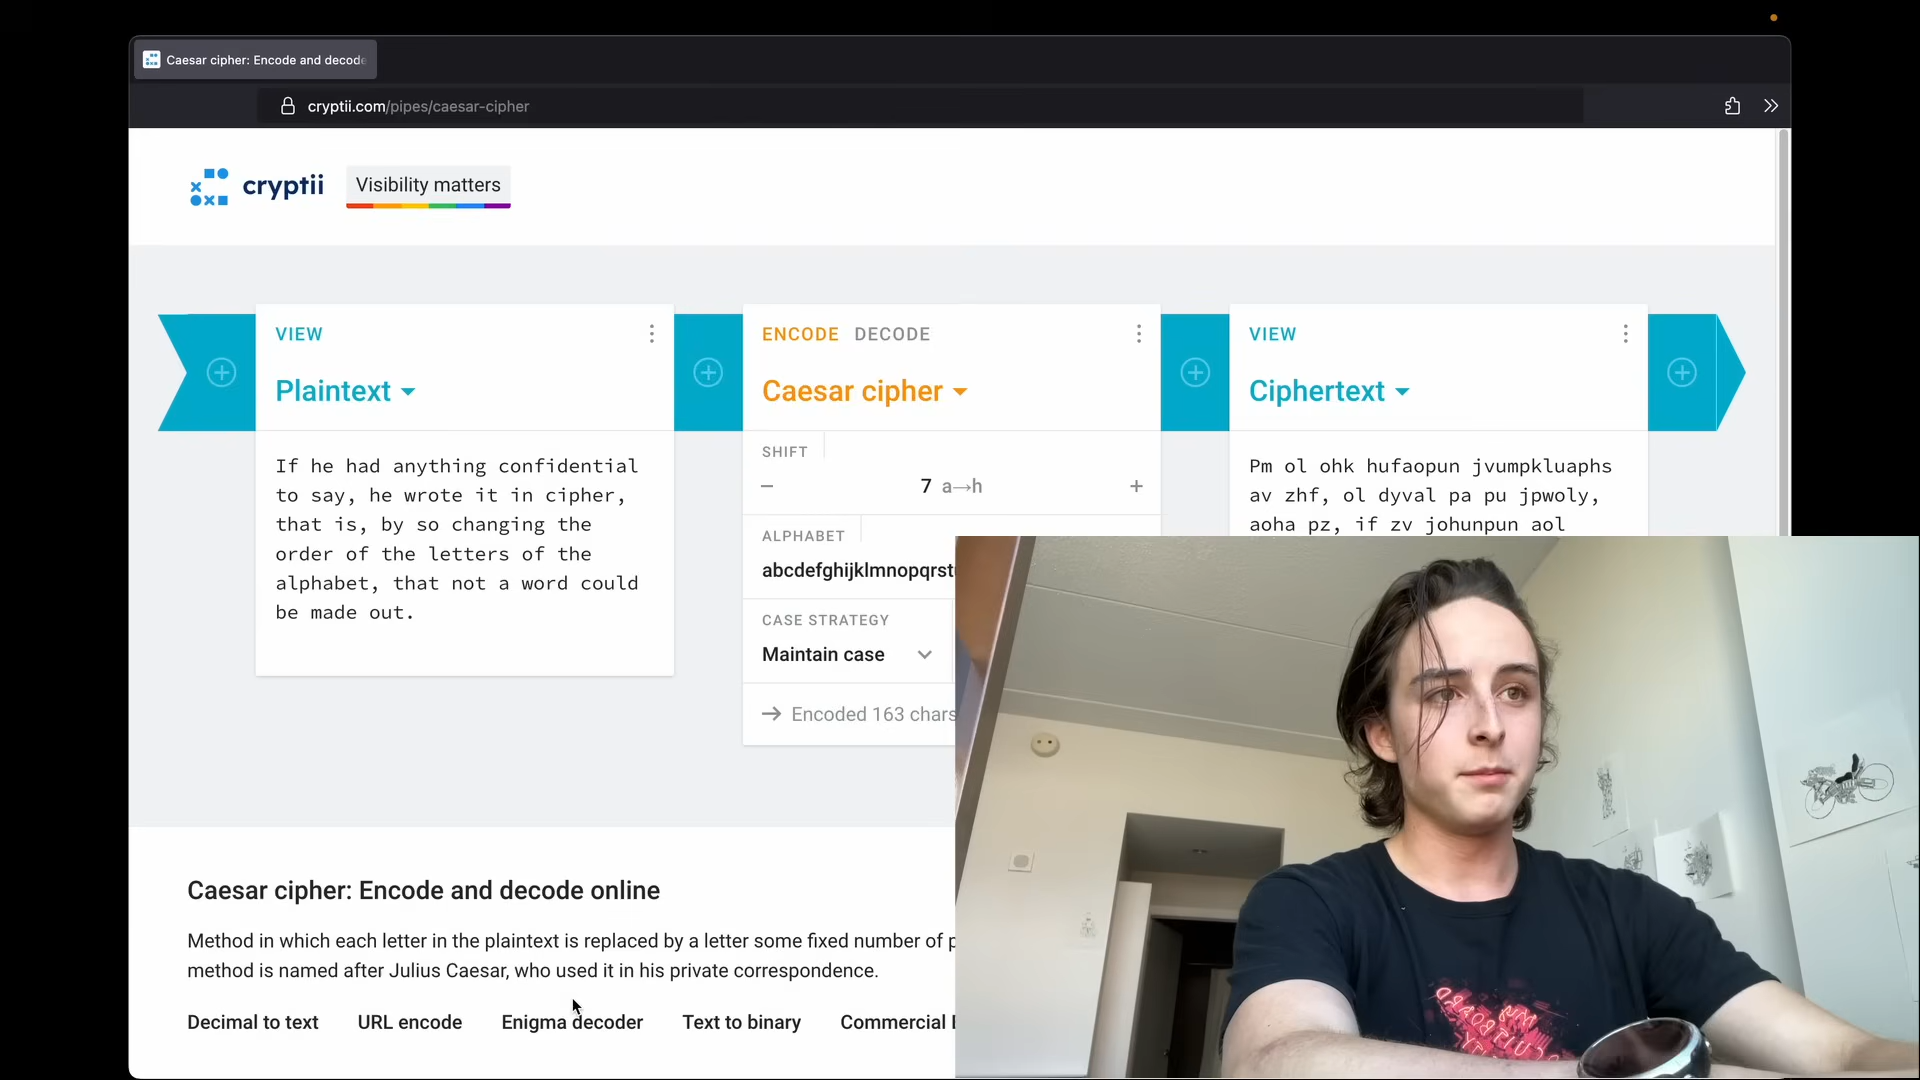 Caesar cipher: Encode and decode
cryptii.com/pipes/caesar-cipher
cryptii
Visibility matters
VIEW
Plaintext
If he had anything confidential
to say, he wrote it in cipher,
that is, by so changing the
order of the letters of the
alphabet, that not a word could
be made out.
ENCODE DECODE
Caesar cipher
SHIFT
− 7 a→h +
ALPHABET
abcdefghijklmnopqrst
CASE STRATEGY
Maintain case
→ Encoded 163 chars
VIEW
Ciphertext
Pm ol ohk hufaopun jvumpkluaphs
av zhf, ol dyval pa pu jpwoly,
aoha pz, if zv johunpun aol
Caesar cipher: Encode and decode online
Method in which each letter in the plaintext is replaced by a letter some fixed number of
method is named after Julius Caesar, who used it in his private correspondence.
Decimal to text URL encode Enigma decoder Text to binary Commercial